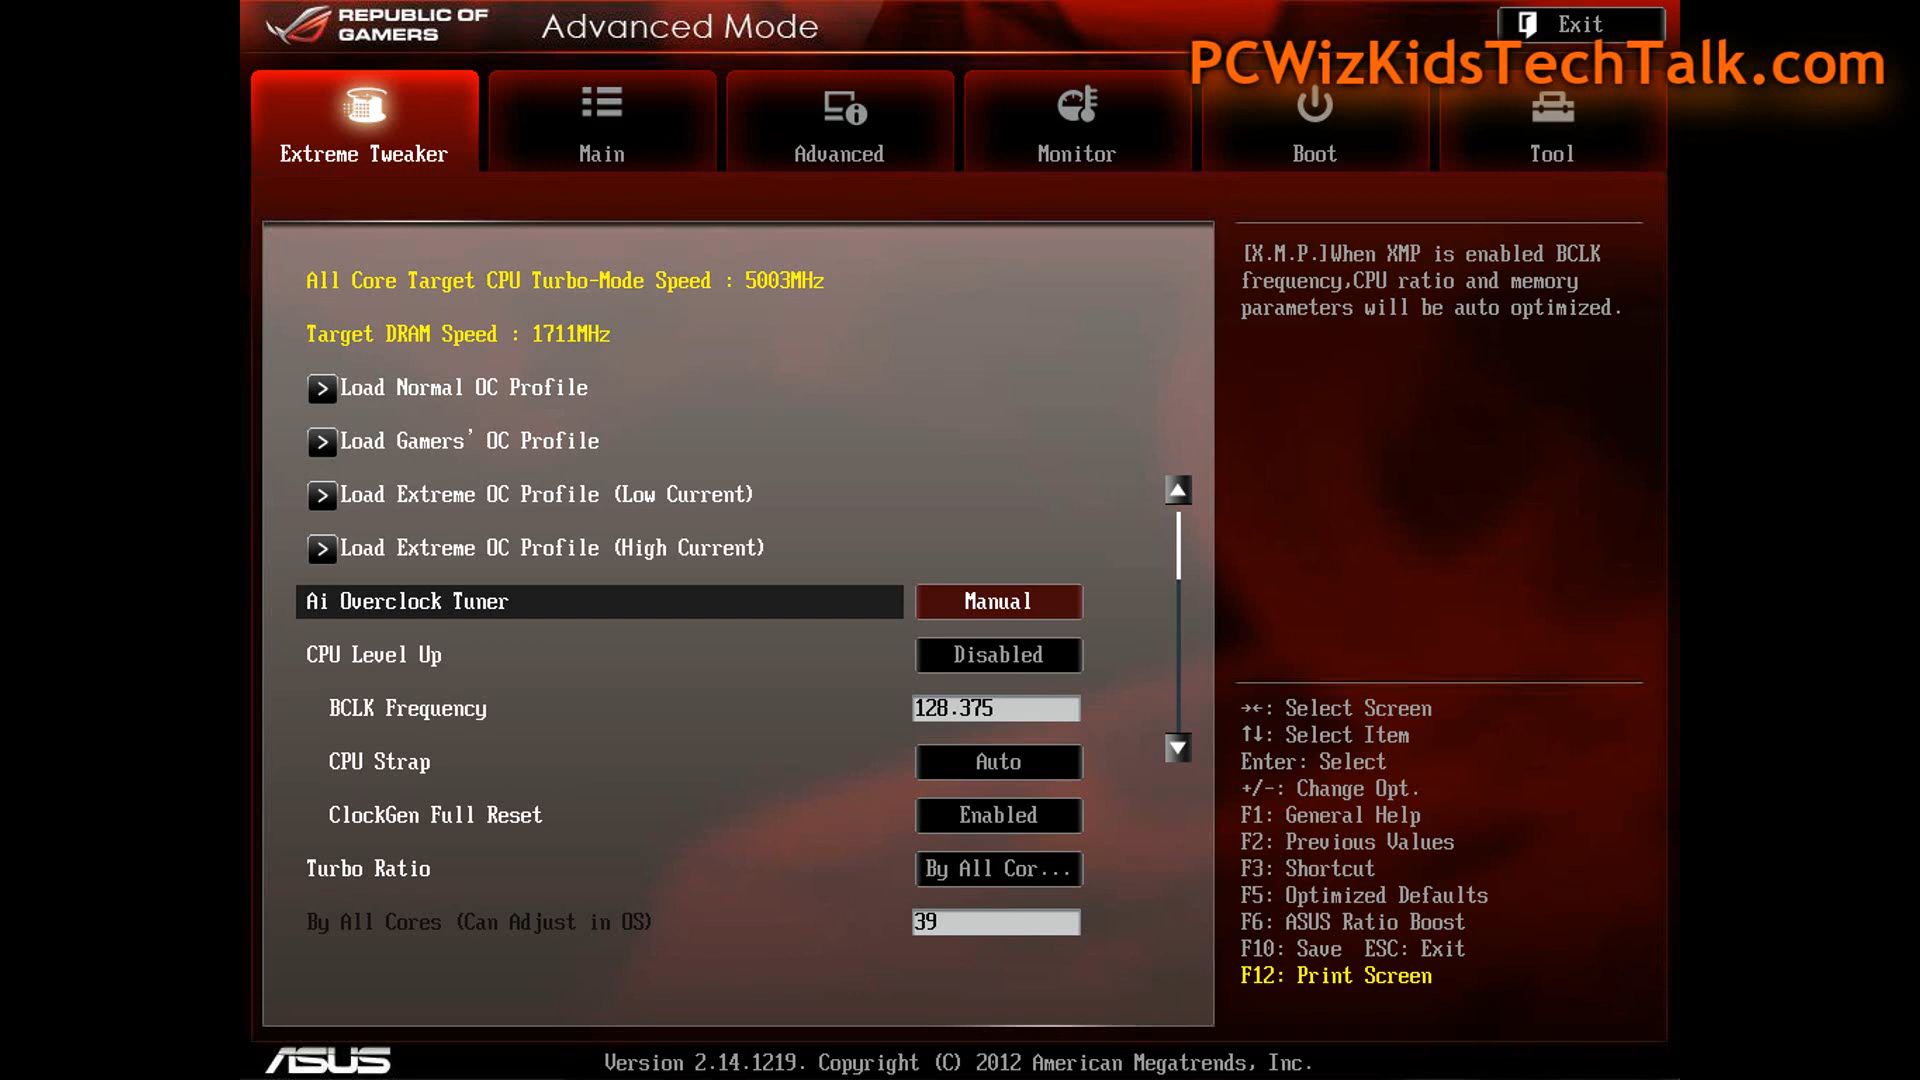 REPUBLIC OF
GAMERS
Advanced Mode
Exit
PCWizKidsTechTalk.com
Extreme Tweaker
Main
Advanced
Monitor
Boot
Tool
All Core Target CPU Turbo-Mode Speed : 5003MHz
Target DRAM Speed : 1711MHz
> Load Normal OC Profile
> Load Gamers' OC Profile
> Load Extreme OC Profile (Low Current)
> Load Extreme OC Profile (High Current)
Ai Overclock Tuner Manual
CPU Level Up Disabled
BCLK Frequency 128.375
CPU Strap Auto
ClockGen Full Reset Enabled
Turbo Ratio By All Cor...
By All Cores (Can Adjust in OS) 39
[X.M.P.]When XMP is enabled BCLK
frequency,CPU ratio and memory
parameters will be auto optimized.
→←: Select Screen
↑↓: Select Item
Enter: Select
+/-: Change Opt.
F1: General Help
F2: Previous Values
F3: Shortcut
F5: Optimized Defaults
F6: ASUS Ratio Boost
F10: Save ESC: Exit
F12: Print Screen
ASUS
Version 2.14.1219. Copyright (C) 2012 American Megatrends, Inc.